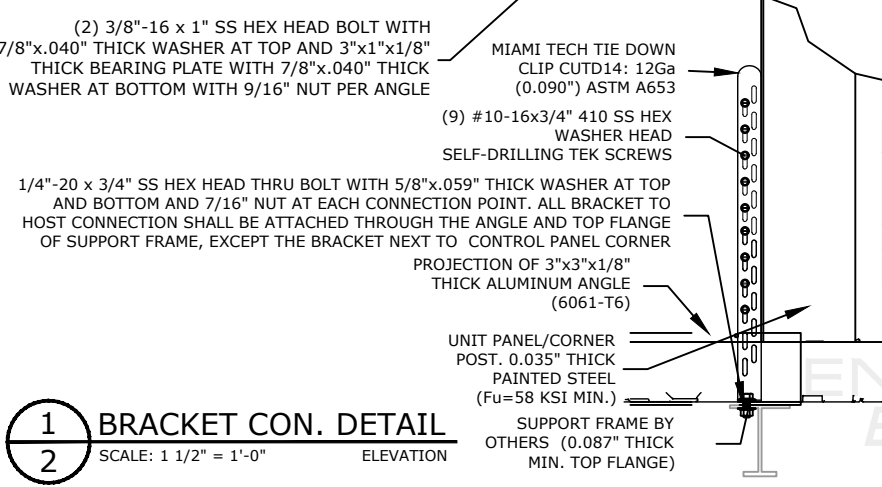 (2) 3/8"-16 x 1" SS HEX HEAD BOLT WITH
7/8"x.040" THICK WASHER AT TOP AND 3"x1"x1/8"
THICK BEARING PLATE WITH 7/8"x.040" THICK
WASHER AT BOTTOM WITH 9/16" NUT PER ANGLE
MIAMI TECH TIE DOWN
CLIP CUTD14: 12Ga
(0.090") ASTM A653
(9) #10-16x3/4" 410 SS HEX
WASHER HEAD
SELF-DRILLING TEK SCREWS
1/4"-20 x 3/4" SS HEX HEAD THRU BOLT WITH 5/8"x.059" THICK WASHER AT TOP
AND BOTTOM AND 7/16" NUT AT EACH CONNECTION POINT. ALL BRACKET TO
HOST CONNECTION SHALL BE ATTACHED THROUGH THE ANGLE AND TOP FLANGE
OF SUPPORT FRAME, EXCEPT THE BRACKET NEXT TO CONTROL PANEL CORNER
PROJECTION OF 3"x3"x1/8"
THICK ALUMINUM ANGLE
(6061-T6)
UNIT PANEL/CORNER
POST. 0.035" THICK
PAINTED STEEL
(Fu=58 KSI MIN.)
SUPPORT FRAME BY
OTHERS (0.087" THICK
MIN. TOP FLANGE)
1
2
BRACKET CON. DETAIL
SCALE: 1 1/2" = 1'-0" ELEVATION